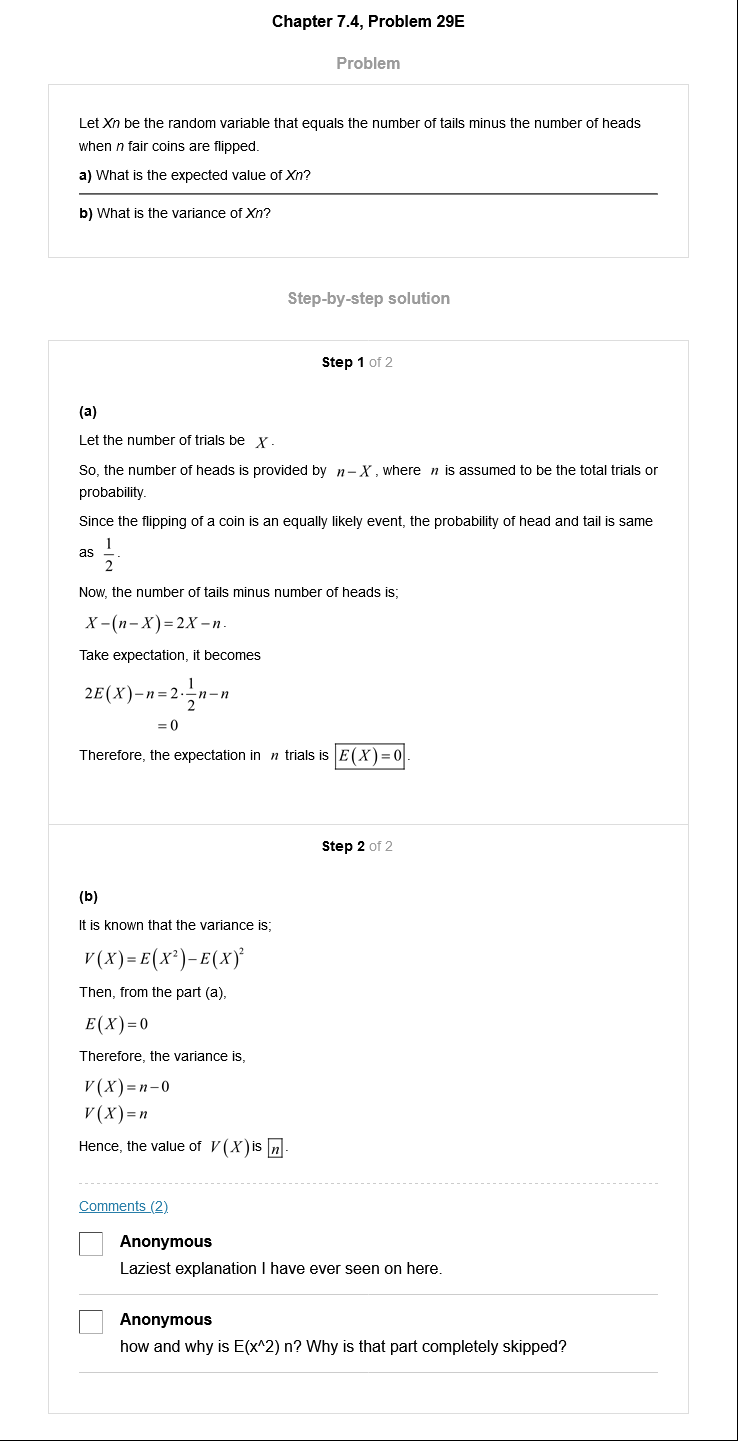 Chapter 7.4, Problem 29E
Problem
Let Xn be the random variable that equals the number of tails minus the number of heads
when n fair coins are flipped.
a) What is the expected value of Xn?
b) What is the variance of Xn?
Step-by-step solution
Step 1 of 2
(a)
Let the number of trials be X.
So, the number of heads is provided by n−X, where n is assumed to be the total trials or
probability.
Since the flipping of a coin is an equally likely event, the probability of head and tail is same
as 1/2.
Now, the number of tails minus number of heads is;
X−(n−X)=2X−n.
Take expectation, it becomes
2E(X)−n=2·1/2n−n
=0
Therefore, the expectation in n trials is E(X)=0.
Step 2 of 2
(b)
It is known that the variance is;
V(X)=E(X²)−E(X)²
Then, from the part (a),
E(X)=0
Therefore, the variance is,
V(X)=n−0
V(X)=n
Hence, the value of V(X) is n.
Comments (2)
Anonymous
Laziest explanation I have ever seen on here.
Anonymous
how and why is E(x^2) n? Why is that part completely skipped?